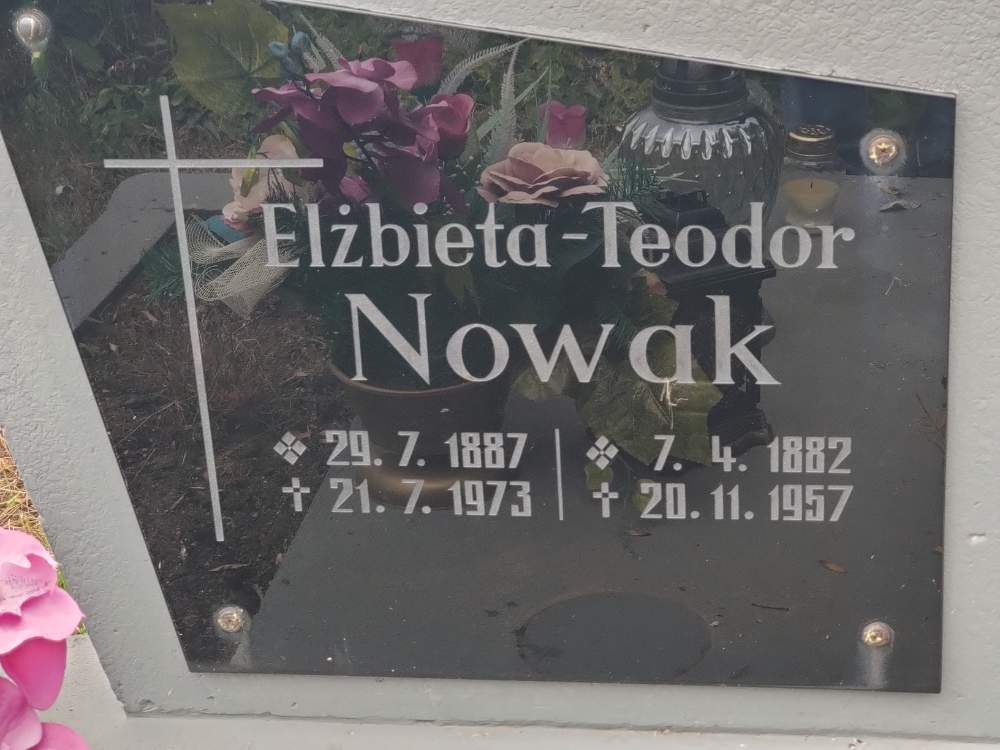 Elżbieta - Teodor
Nowak
29. 7. 1887 | 7. 4. 1882
✝ 21. 7. 1973 | ✝ 20. 11. 1957